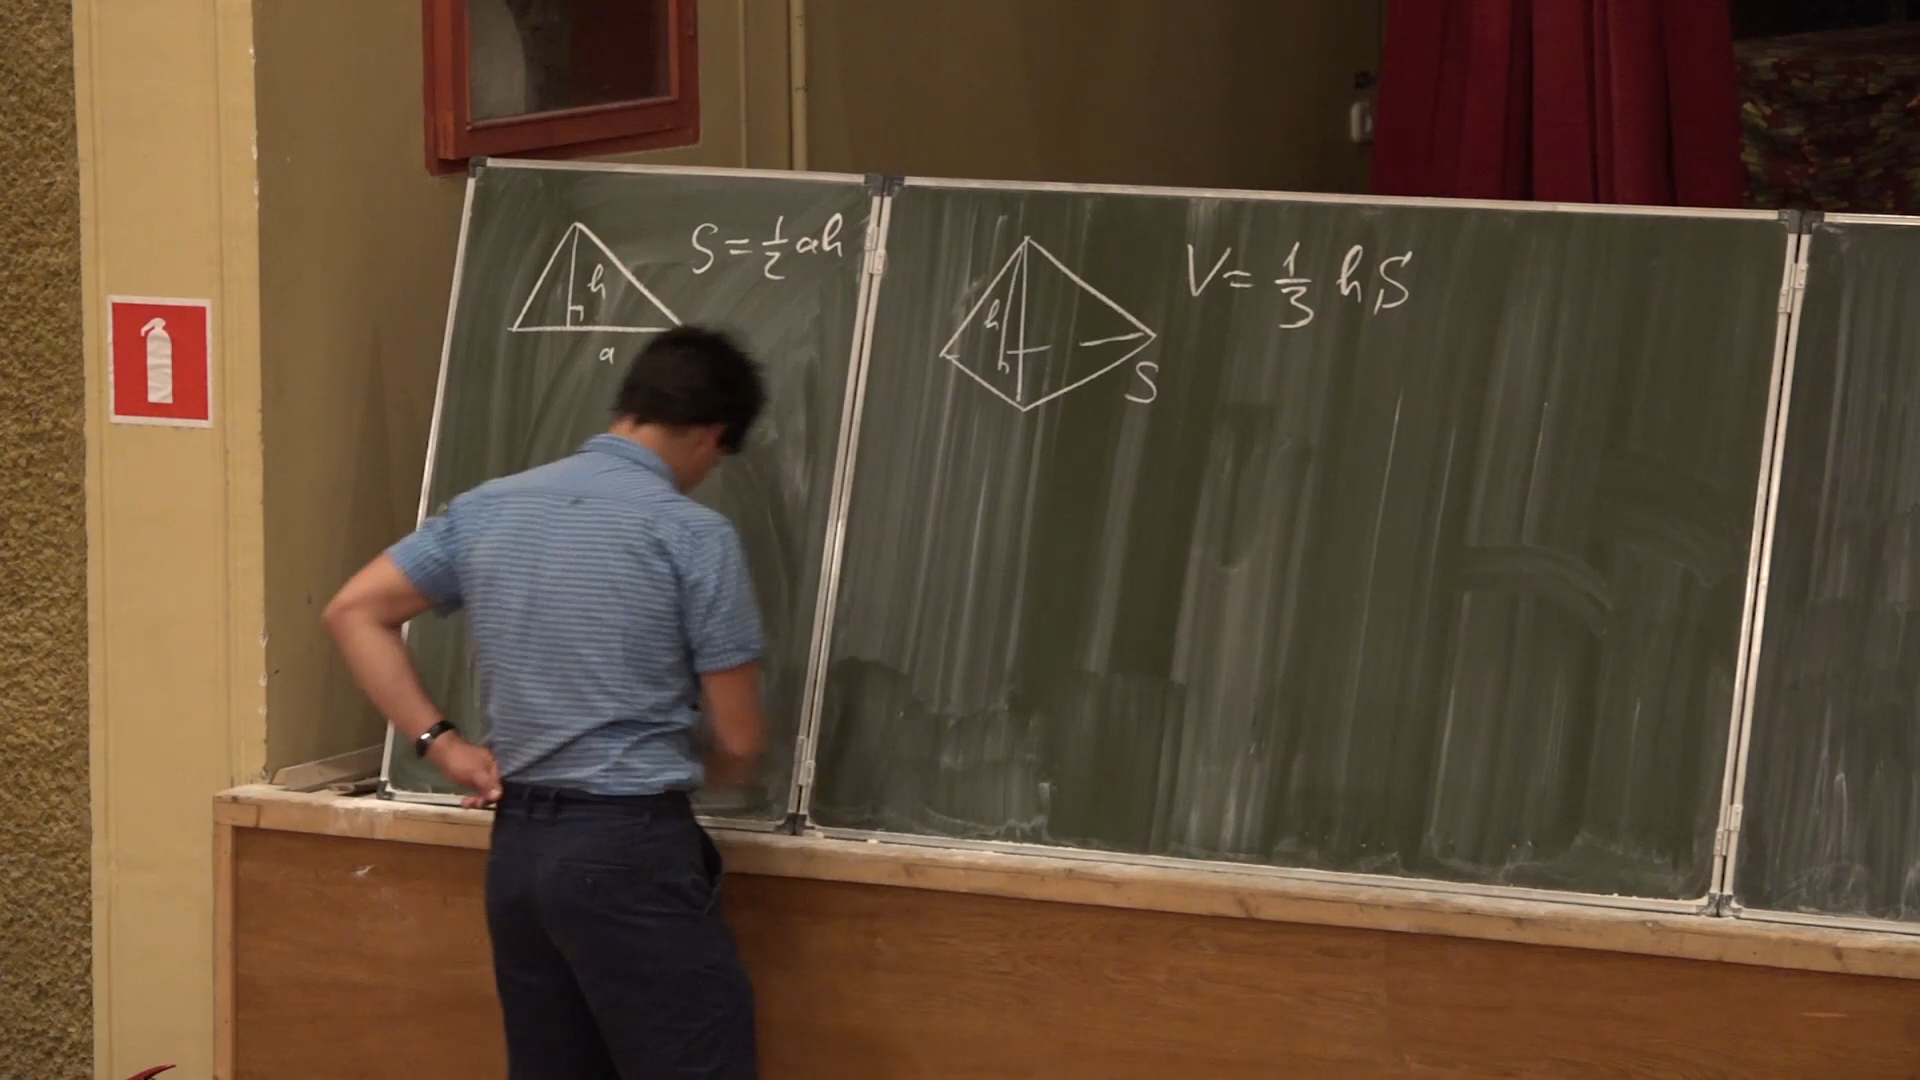 S = 1/2 ah
h
a
V = 1/3 hS
h
S